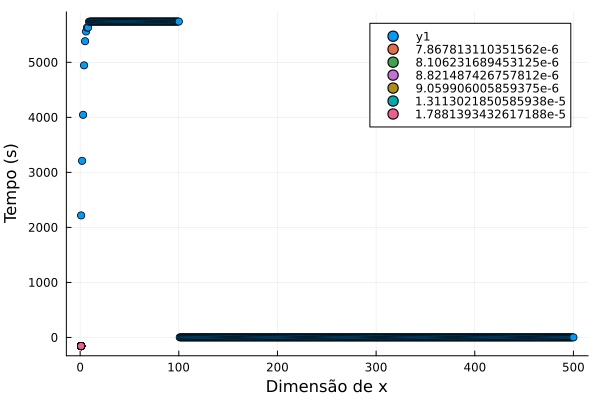 y1
7.867813110351562e-6
8.106231689453125e-6
8.821487426757812e-6
9.059906005859375e-6
1.3113021850585938e-5
1.7881393432617188e-5
5000
4000
3000
2000
1000
0
Tempo (s)
0 100 200 300 400 500
Dimensão de x